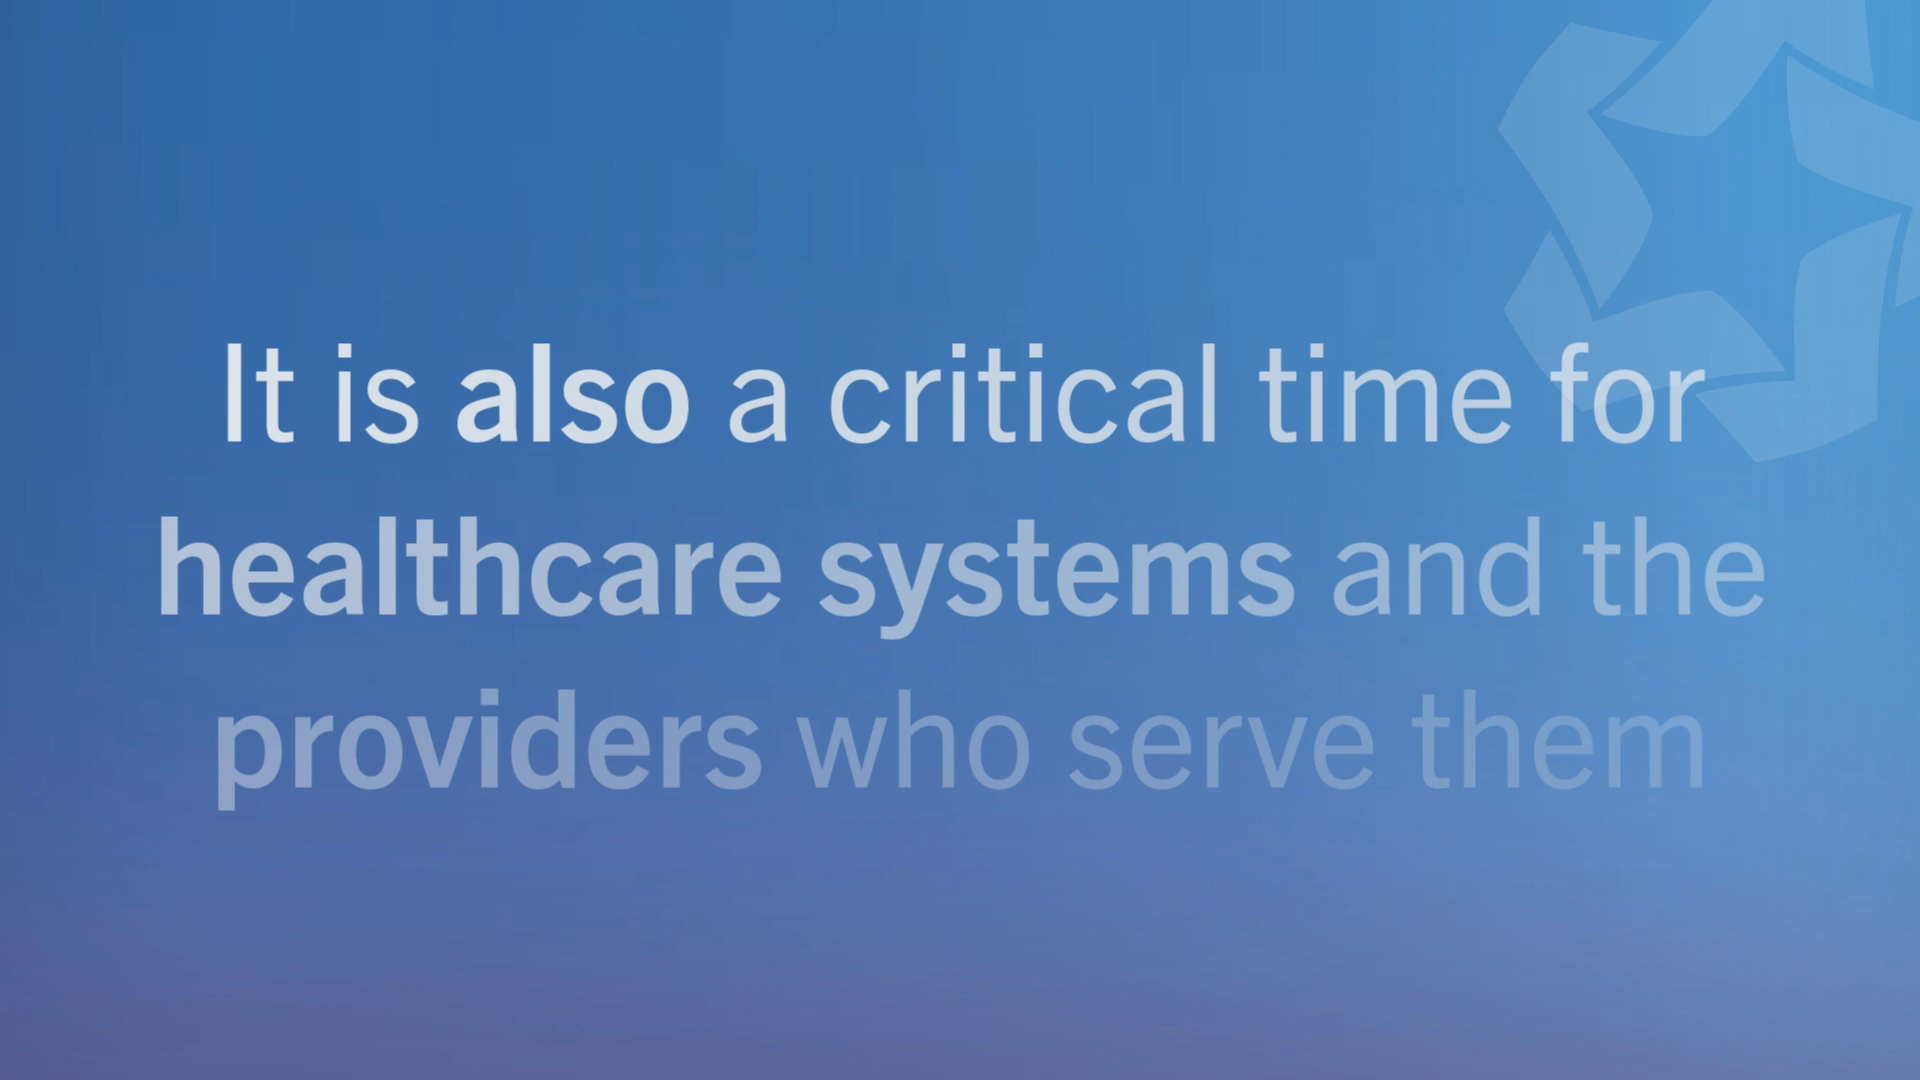 It is also a critical time for
healthcare systems and the
providers who serve them